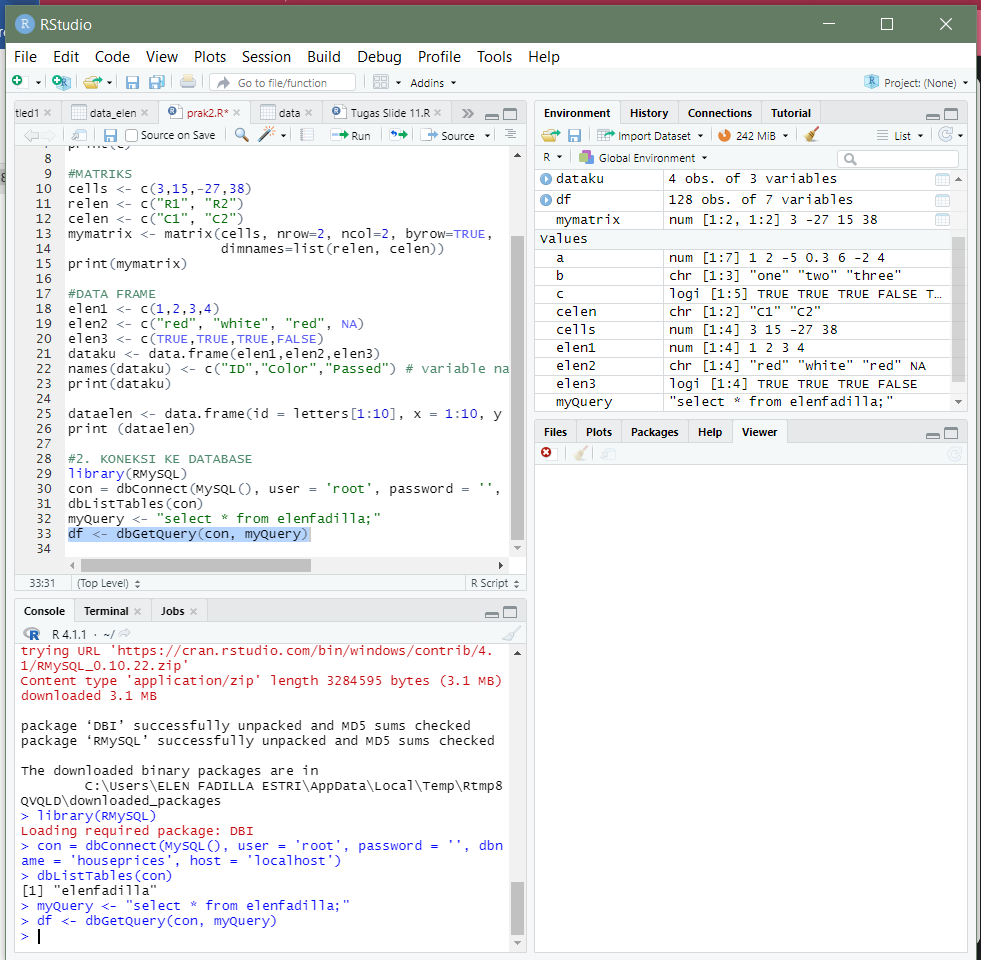 RStudio
File Edit Code View Plots Session Build Debug Profile Tools Help
Go to file/function Addins Project: (None)
tied1 data_elen prak2.R* data Tugas Slide 11.R
Source on Save Run Source
8
9 #MATRIKS
10 cells <- c(3,15,-27,38)
11 relen <- c("R1", "R2")
12 celen <- c("C1", "C2")
13 mymatrix <- matrix(cells, nrow=2, ncol=2, byrow=TRUE,
14 dimnames=list(relen, celen))
15 print(mymatrix)
16
17 #DATA FRAME
18 elen1 <- c(1,2,3,4)
19 elen2 <- c("red", "white", "red", NA)
20 elen3 <- c(TRUE,TRUE,TRUE,FALSE)
21 dataku <- data.frame(elen1,elen2,elen3)
22 names(dataku) <- c("ID","Color","Passed") # variable na
23 print(dataku)
24
25 dataelen <- data.frame(id = letters[1:10], x = 1:10, y
26 print (dataelen)
27
28 #2. KONEKSI KE DATABASE
29 library(RMySQL)
30 con = dbConnect(MySQL(), user = 'root', password = '',
31 dbListTables(con)
32 myQuery <- "select * from elenfadilla;"
33 df <- dbGetQuery(con, myQuery)
34
33:31 (Top Level) R Script
Console Terminal Jobs
R 4.1.1 · ~/
trying URL 'https://cran.rstudio.com/bin/windows/contrib/4.
1/RMySQL_0.10.22.zip'
Content type 'application/zip' length 3284595 bytes (3.1 MB)
downloaded 3.1 MB
package ‘DBI’ successfully unpacked and MD5 sums checked
package ‘RMySQL’ successfully unpacked and MD5 sums checked
The downloaded binary packages are in
C:\Users\ELEN FADILLA ESTRI\AppData\Local\Temp\Rtmp8
QVQLD\downloaded_packages
> library(RMySQL)
Loading required package: DBI
> con = dbConnect(MySQL(), user = 'root', password = '', dbn
ame = 'houseprices', host = 'localhost')
> dbListTables(con)
[1] "elenfadilla"
> myQuery <- "select * from elenfadilla;"
> df <- dbGetQuery(con, myQuery)
>
Environment History Connections Tutorial
Import Dataset 242 MiB List
R Global Environment
dataku 4 obs. of 3 variables
df 128 obs. of 7 variables
mymatrix num [1:2, 1:2] 3 -27 15 38
values
a num [1:7] 1 2 -5 0.3 6 -2 4
b chr [1:3] "one" "two" "three"
c logi [1:5] TRUE TRUE TRUE FALSE T…
celen chr [1:2] "C1" "C2"
cells num [1:4] 3 15 -27 38
elen1 num [1:4] 1 2 3 4
elen2 chr [1:4] "red" "white" "red" NA
elen3 logi [1:4] TRUE TRUE TRUE FALSE
myQuery "select * from elenfadilla;"
Files Plots Packages Help Viewer